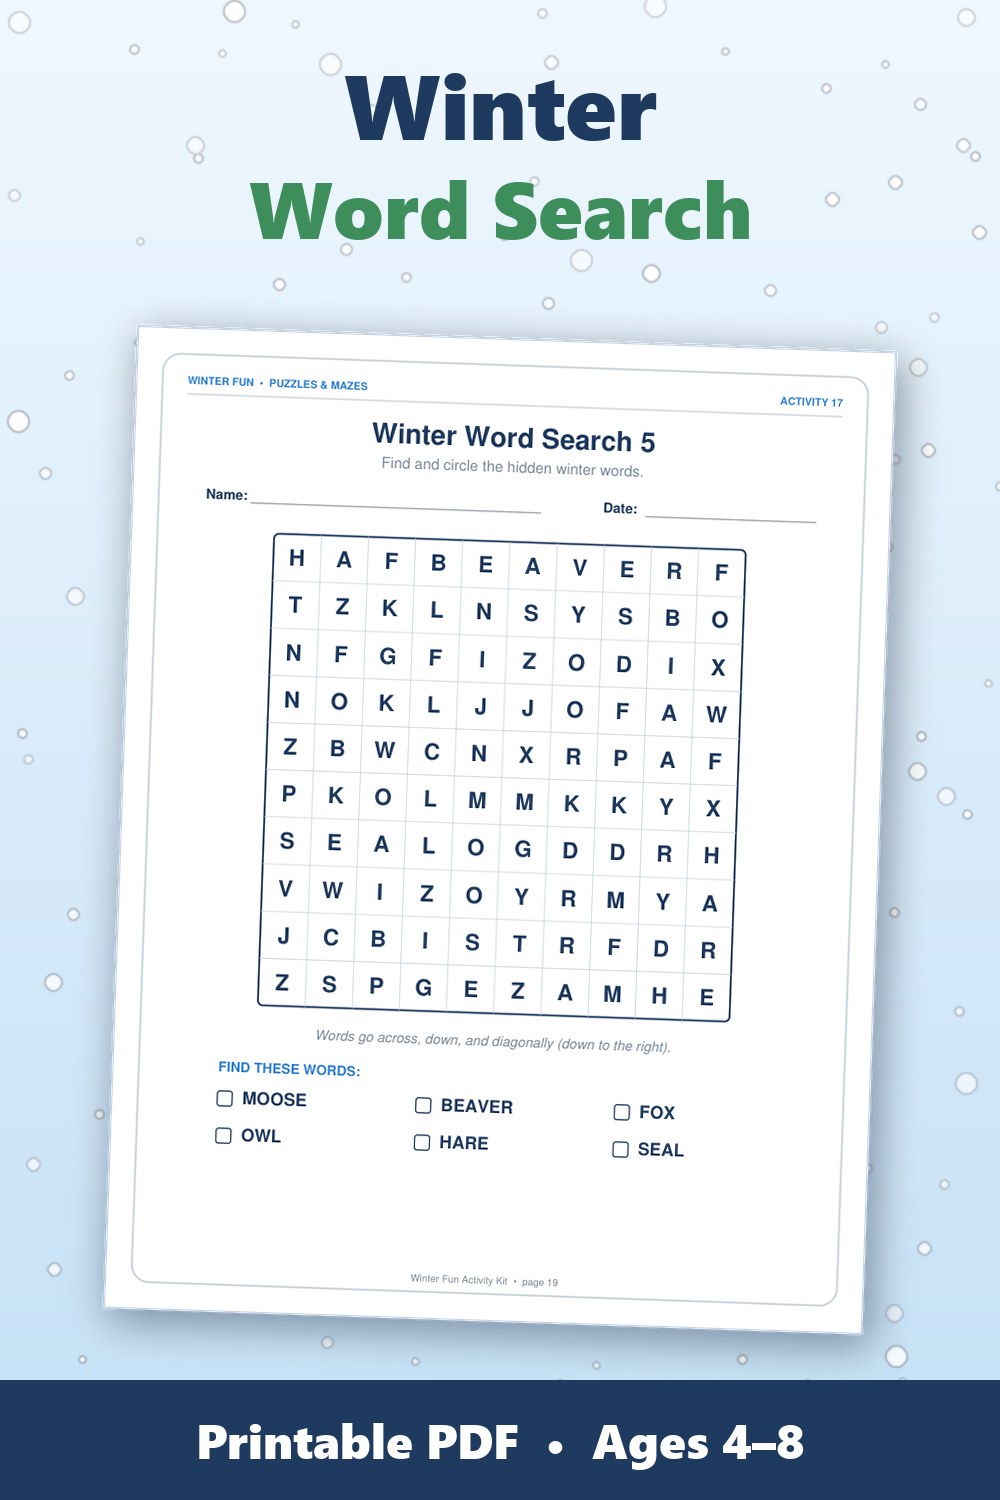 Winter
Word Search
WINTER FUN • PUZZLES & MAZES
ACTIVITY 17
Winter Word Search 5
Find and circle the hidden winter words.
Name:
Date:
H A F B E A V E R F
T Z K L N S Y S B O
N F G F I Z O D I X
N O K L J J O F A W
Z B W C N X R P A F
P K O L M M K K Y X
S E A L O G D D R H
V W I Z O Y R M Y A
J C B I S T R F D R
Z S P G E Z A M H E
Words go across, down, and diagonally (down to the right).
FIND THESE WORDS:
MOOSE BEAVER FOX
OWL HARE SEAL
Winter Fun Activity Kit • page 19
Printable PDF • Ages 4–8